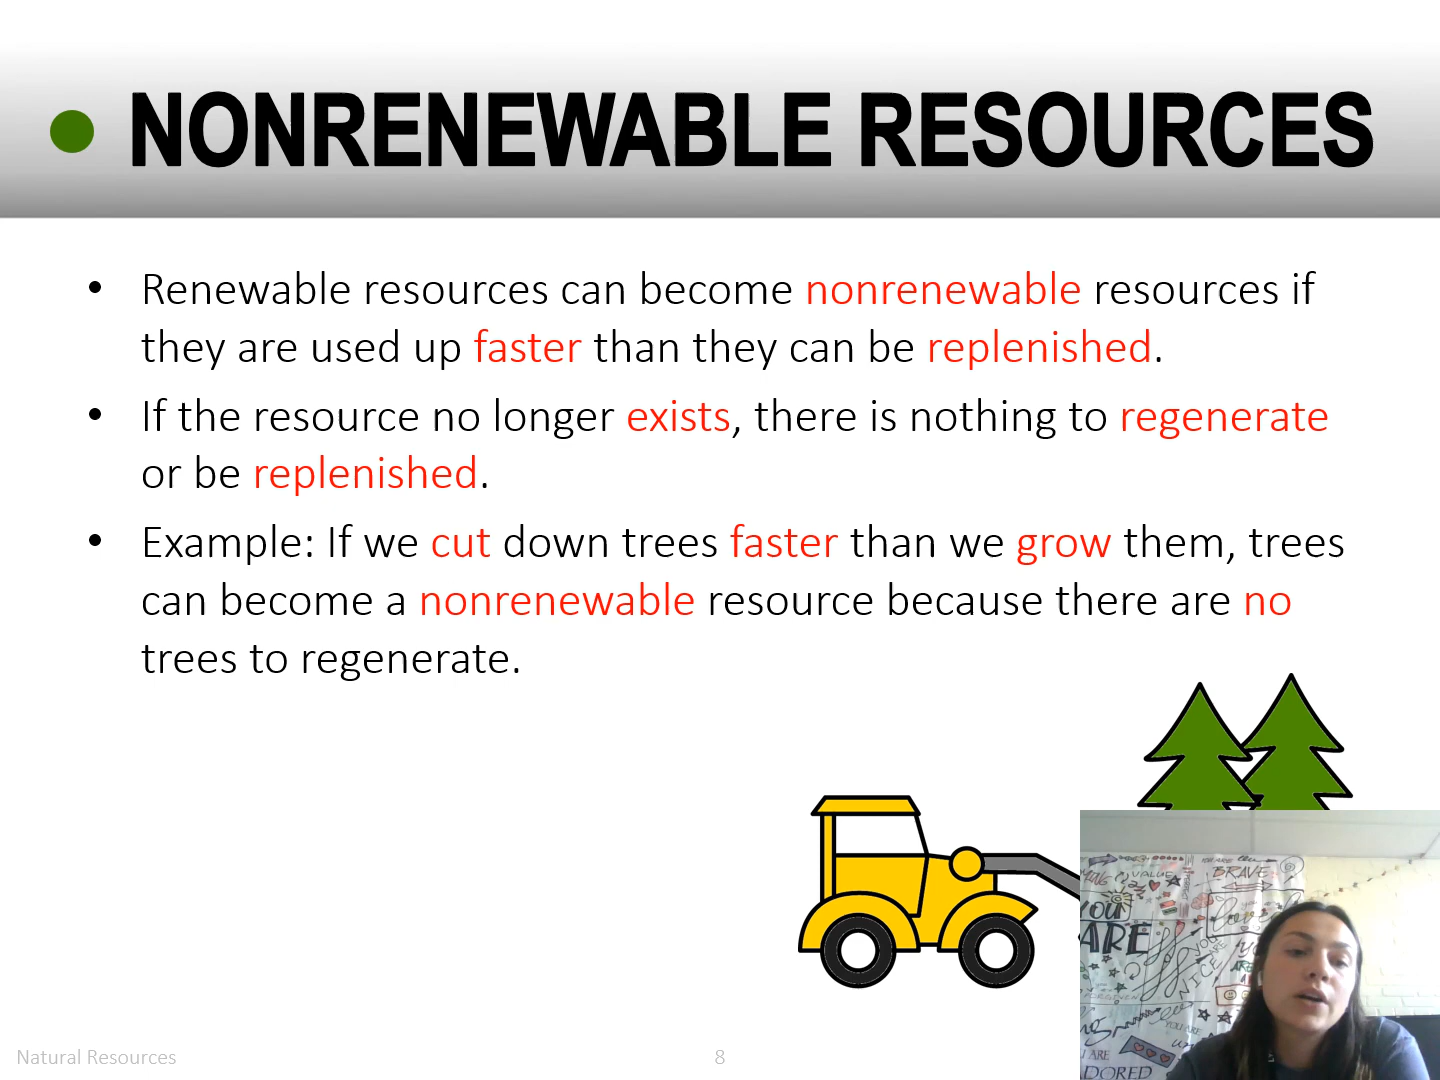 NONRENEWABLE RESOURCES
• Renewable resources can become nonrenewable resources if
they are used up faster than they can be replenished.
• If the resource no longer exists, there is nothing to regenerate
or be replenished.
• Example: If we cut down trees faster than we grow them, trees
can become a nonrenewable resource because there are no
trees to regenerate.
VALUE
BRAVE
YOU
ARE
NICE
YOU ARE
ARE
DORED
Natural Resources
8